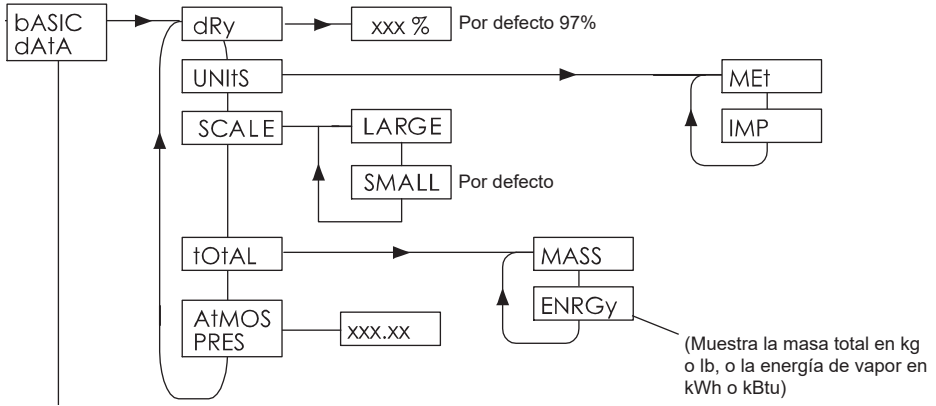 bASIC
dAtA
dRy
xxx %
Por defecto 97%
UNItS
MEt
IMP
SCALE
LARGE
SMALL
Por defecto
tOtAL
MASS
ENRGy
(Muestra la masa total en kg
o lb, o la energía de vapor en
kWh o kBtu)
AtMOS
PRES
xxx.xx